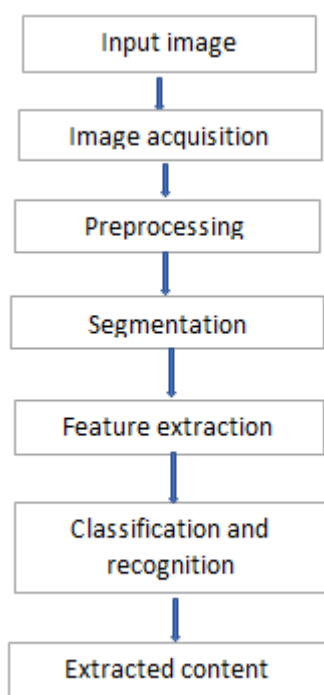 Input image
Image acquisition
Preprocessing
Segmentation
Feature extraction
Classification and
recognition
Extracted content